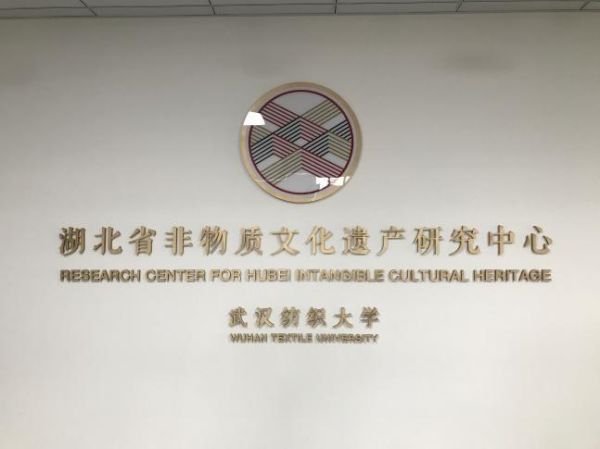 湖北省非物质文化遗产研究中心
RESEARCH CENTER FOR HUBEI INTANGIBLE CULTURAL HERITAGE
武汉纺织大学
WUHAN TEXTILE UNIVERSITY